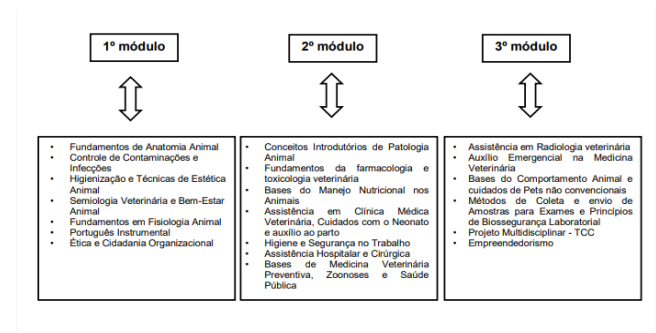 1º módulo
2º módulo
3º módulo
• Fundamentos de Anatomia Animal
• Controle de Contaminações e
Infecções
• Higienização e Técnicas de Estética
Animal
• Semiologia Veterinária e Bem-Estar
Animal
• Fundamentos em Fisiologia Animal
• Português Instrumental
• Ética e Cidadania Organizacional
• Conceitos Introdutórios de Patologia
Animal
• Fundamentos da farmacologia e
toxicologia veterinária
• Bases do Manejo Nutricional nos
Animais
• Assistência em Clínica Médica
Veterinária, Cuidados com o Neonato
e auxílio ao parto
• Higiene e Segurança no Trabalho
• Assistência Hospitalar e Cirúrgica
• Bases de Medicina Veterinária
Preventiva, Zoonoses e Saúde
Pública
• Assistência em Radiologia veterinária
• Auxílio Emergencial na Medicina
Veterinária
• Bases do Comportamento Animal e
cuidados de Pets não convencionais
• Métodos de Coleta e envio de
Amostras para Exames e Princípios
de Biossegurança Laboratorial
• Projeto Multidisciplinar - TCC
• Empreendedorismo